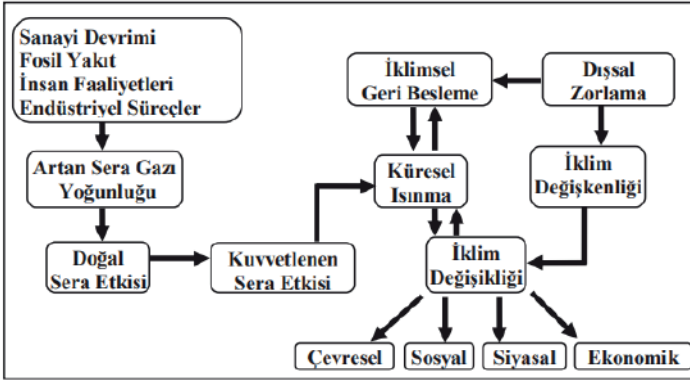 Sanayi Devrimi
Fosil Yakıt
İnsan Faaliyetleri
Endüstriyel Süreçler
Artan Sera Gazı
Yoğunluğu
Doğal
Sera Etkisi
Kuvvetlenen
Sera Etkisi
İklimsel
Geri Besleme
Dışsal
Zorlama
Küresel
Isınma
İklim
Değişkenliği
İklim
Değişikliği
Çevresel
Sosyal
Siyasal
Ekonomik